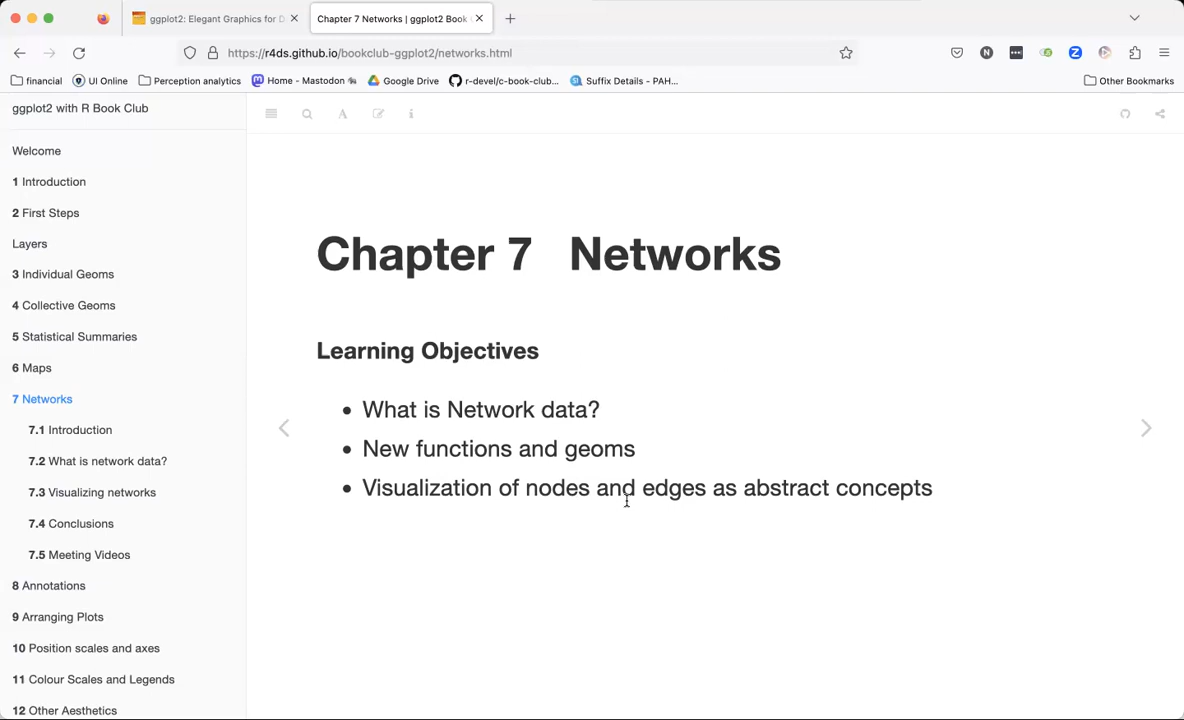 ggplot2: Elegant Graphics for D
Chapter 7 Networks | ggplot2 Book
https://r4ds.github.io/bookclub-ggplot2/networks.html
financial
UI Online
Perception analytics
Home - Mastodon
Google Drive
r-devel/c-book-club...
Suffix Details - PAH...
Other Bookmarks
ggplot2 with R Book Club
Welcome
1 Introduction
2 First Steps
Layers
3 Individual Geoms
4 Collective Geoms
5 Statistical Summaries
6 Maps
7 Networks
7.1 Introduction
7.2 What is network data?
7.3 Visualizing networks
7.4 Conclusions
7.5 Meeting Videos
8 Annotations
9 Arranging Plots
10 Position scales and axes
11 Colour Scales and Legends
12 Other Aesthetics
Chapter 7 Networks
Learning Objectives
• What is Network data?
• New functions and geoms
• Visualization of nodes and edges as abstract concepts